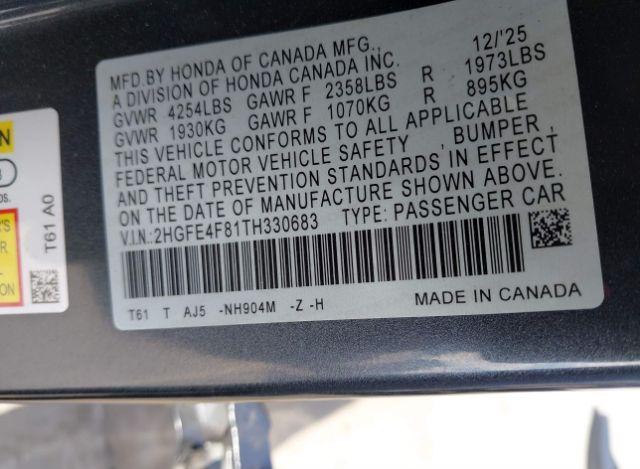 MFD.BY HONDA OF CANADA MFG., 12/'25
A DIVISION OF HONDA CANADA INC.
GVWR 4254LBS GAWR F 2358LBS R 1973LBS
GVWR 1930KG GAWR F 1070KG R 895KG
THIS VEHICLE CONFORMS TO ALL APPLICABLE
FEDERAL MOTOR VEHICLE SAFETY, BUMPER,
AND THEFT PREVENTION STANDARDS IN EFFECT
ON THE DATE OF MANUFACTURE SHOWN ABOVE.
V.I.N.:2HGFE4F81TH330683 TYPE: PASSENGER CAR
T61 T AJ5 -NH904M -Z -H MADE IN CANADA
T61 A0